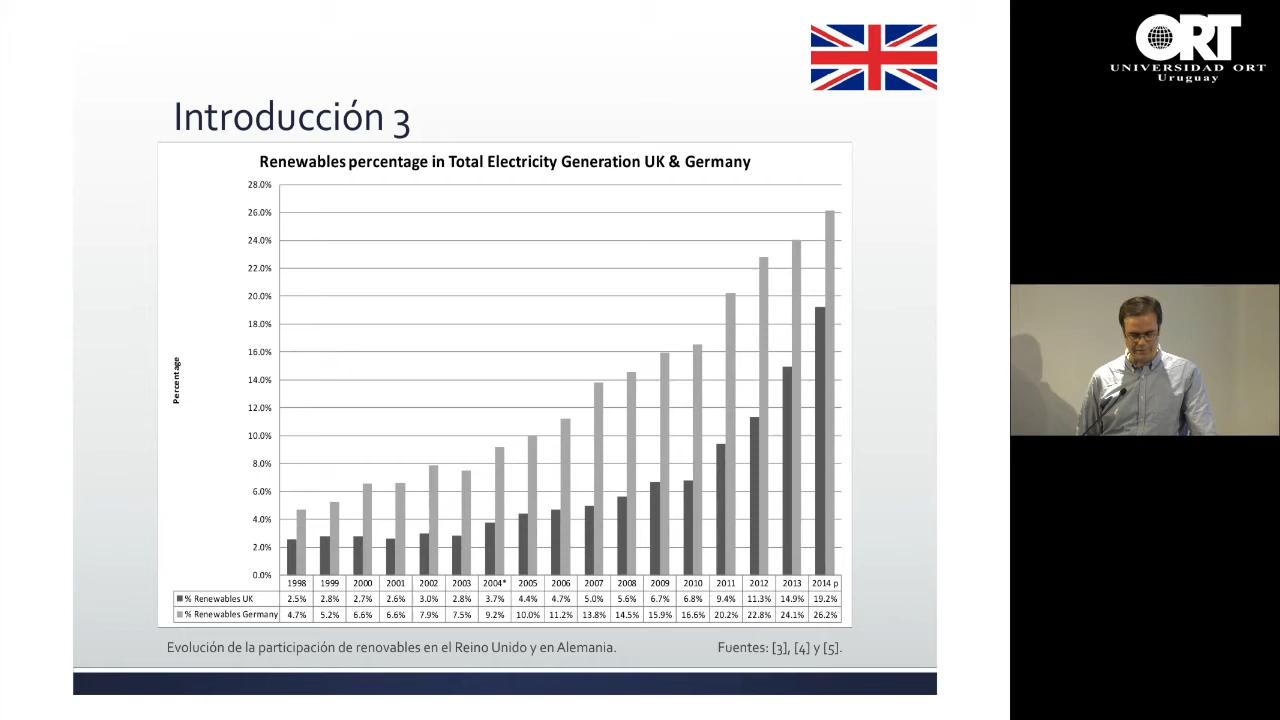 ORT
UNIVERSIDAD ORT
Uruguay
Introducción 3
Renewables percentage in Total Electricity Generation UK & Germany
Percentage
28.0%
26.0%
24.0%
22.0%
20.0%
18.0%
16.0%
14.0%
12.0%
10.0%
8.0%
6.0%
4.0%
2.0%
0.0%
1998 1999 2000 2001 2002 2003 2004* 2005 2006 2007 2008 2009 2010 2011 2012 2013 2014 p
% Renewables UK 2.5% 2.8% 2.7% 2.6% 3.0% 2.8% 3.7% 4.4% 4.7% 5.0% 5.6% 6.7% 6.8% 9.4% 11.3% 14.9% 19.2%
% Renewables Germany 4.7% 5.2% 6.6% 6.6% 7.9% 7.5% 9.2% 10.0% 11.2% 13.8% 14.5% 15.9% 16.6% 20.2% 22.8% 24.1% 26.2%
Evolución de la participación de renovables en el Reino Unido y en Alemania. Fuentes: [3], [4] y [5].